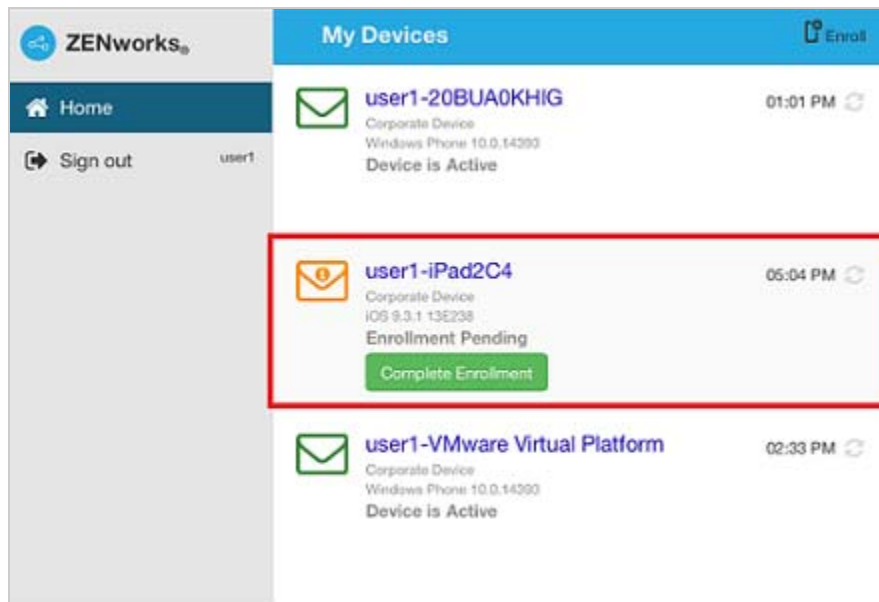 ZENworks®
My Devices
Enroll
Home
Sign out
user1
user1-20BUA0KHIG
01:01 PM
Corporate Device
Windows Phone 10.0.14393
Device is Active
user1-iPad2C4
05:04 PM
Corporate Device
iOS 9.3.1 13E238
Enrollment Pending
Complete Enrollment
user1-VMware Virtual Platform
02:33 PM
Corporate Device
Windows Phone 10.0.14393
Device is Active